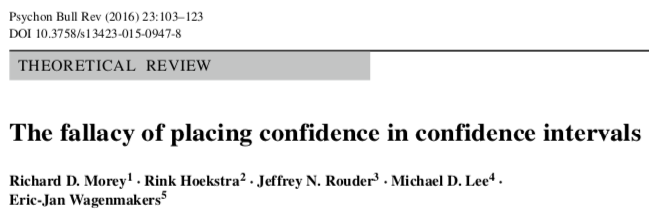 Psychon Bull Rev (2016) 23:103–123
DOI 10.3758/s13423-015-0947-8
THEORETICAL REVIEW
The fallacy of placing confidence in confidence intervals
Richard D. Morey¹ · Rink Hoekstra² · Jeffrey N. Rouder³ · Michael D. Lee⁴ ·
Eric-Jan Wagenmakers⁵